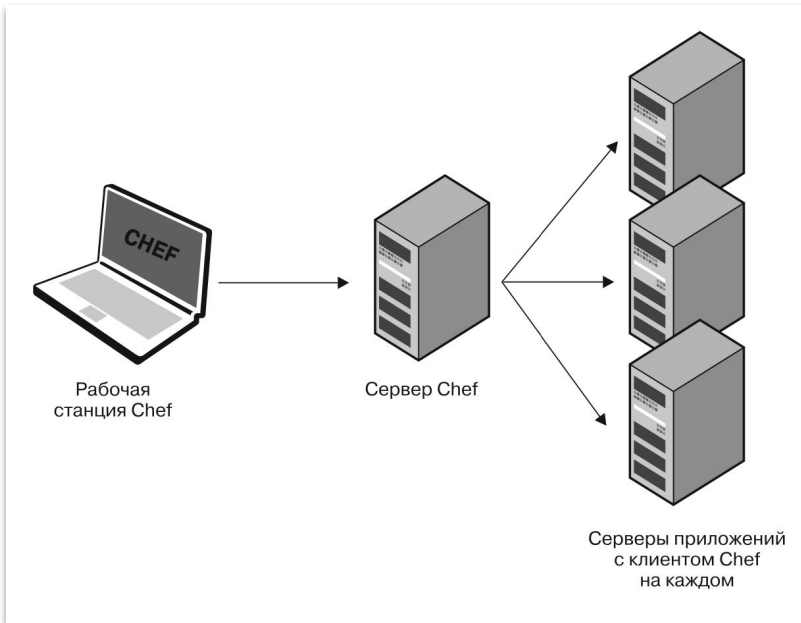 CHEF
Рабочая
станция Chef
Сервер Chef
Серверы приложений
с клиентом Chef
на каждом